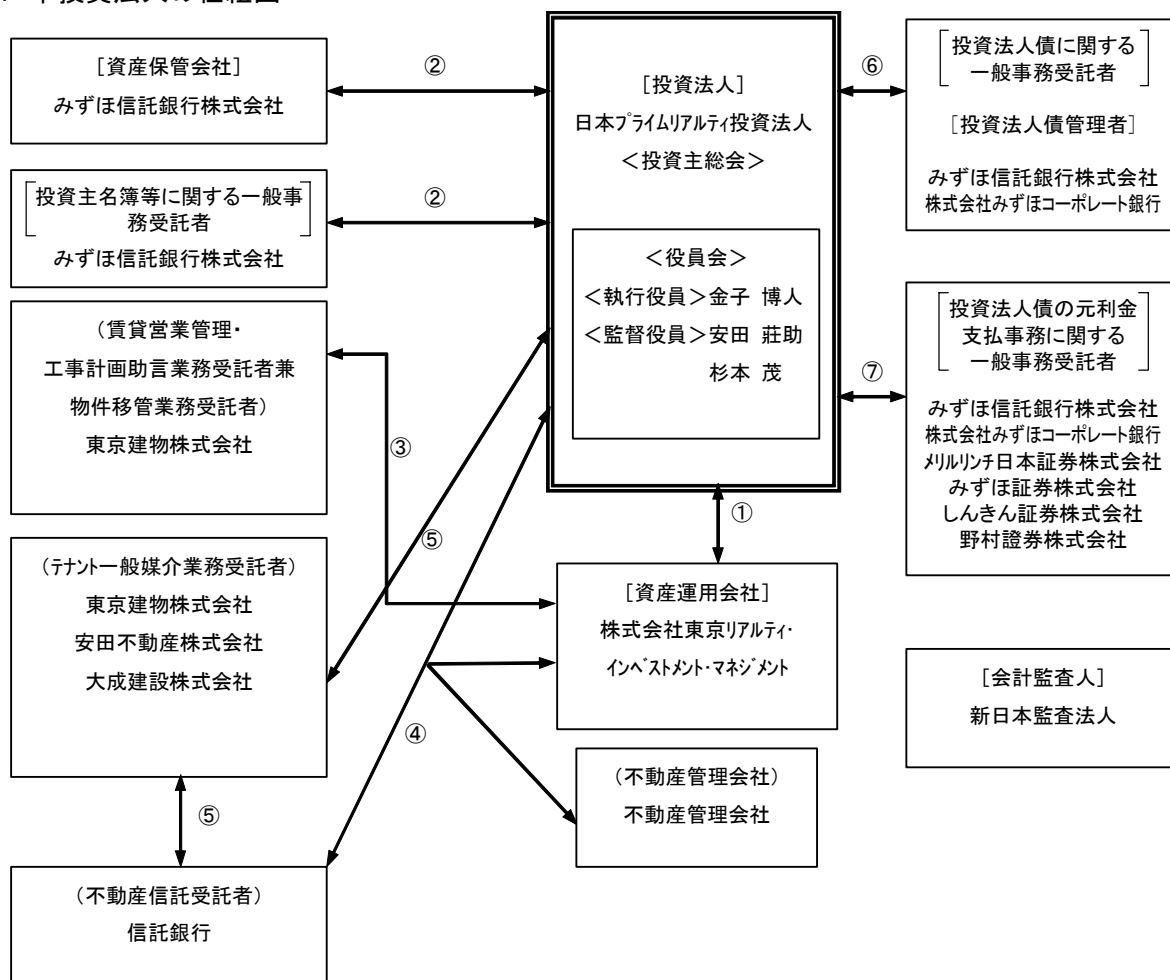 [資産保管会社]
みずほ信託銀行株式会社
②
[投資主名簿等に関する一般事
務受託者]
みずほ信託銀行株式会社
②
(賃貸営業管理・
工事計画助言業務受託者兼
物件移管業務受託者)
東京建物株式会社
③
(テナント一般媒介業務受託者)
東京建物株式会社
安田不動産株式会社
大成建設株式会社
⑤
④
⑤
(不動産信託受託者)
信託銀行
[投資法人]
日本プライムリアルティ投資法人
<投資主総会>
<役員会>
<執行役員>金子 博人
<監督役員>安田 莊助
杉本 茂
①
[資産運用会社]
株式会社東京リアルティ・
インベストメント・マネジメント
(不動産管理会社)
不動産管理会社
⑥
[投資法人債に関する
一般事務受託者]
[投資法人債管理者]
みずほ信託銀行株式会社
株式会社みずほコーポレート銀行
⑦
[投資法人債の元利金
支払事務に関する
一般事務受託者]
みずほ信託銀行株式会社
株式会社みずほコーポレート銀行
メリルリンチ日本証券株式会社
みずほ証券株式会社
しんきん証券株式会社
野村證券株式会社
[会計監査人]
新日本監査法人